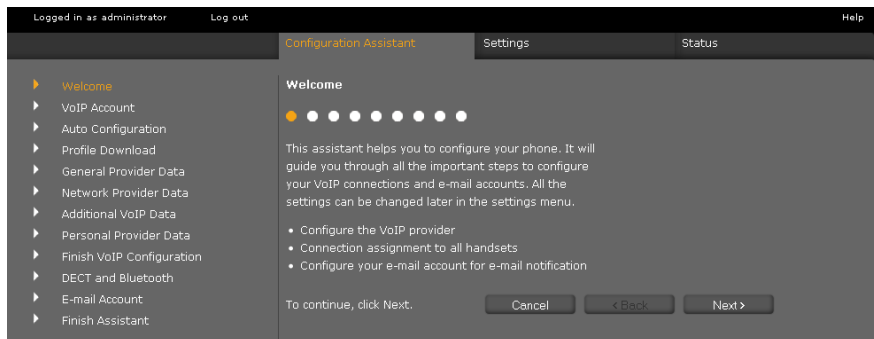 Logged in as administrator Log out Help
Configuration Assistant Settings Status
Welcome
VoIP Account
Auto Configuration
Profile Download
General Provider Data
Network Provider Data
Additional VoIP Data
Personal Provider Data
Finish VoIP Configuration
DECT and Bluetooth
E-mail Account
Finish Assistant
Welcome
This assistant helps you to configure your phone. It will
guide you through all the important steps to configure
your VoIP connections and e-mail accounts. All the
settings can be changed later in the settings menu.
• Configure the VoIP provider
• Connection assignment to all handsets
• Configure your e-mail account for e-mail notification
To continue, click Next. Cancel < Back Next >